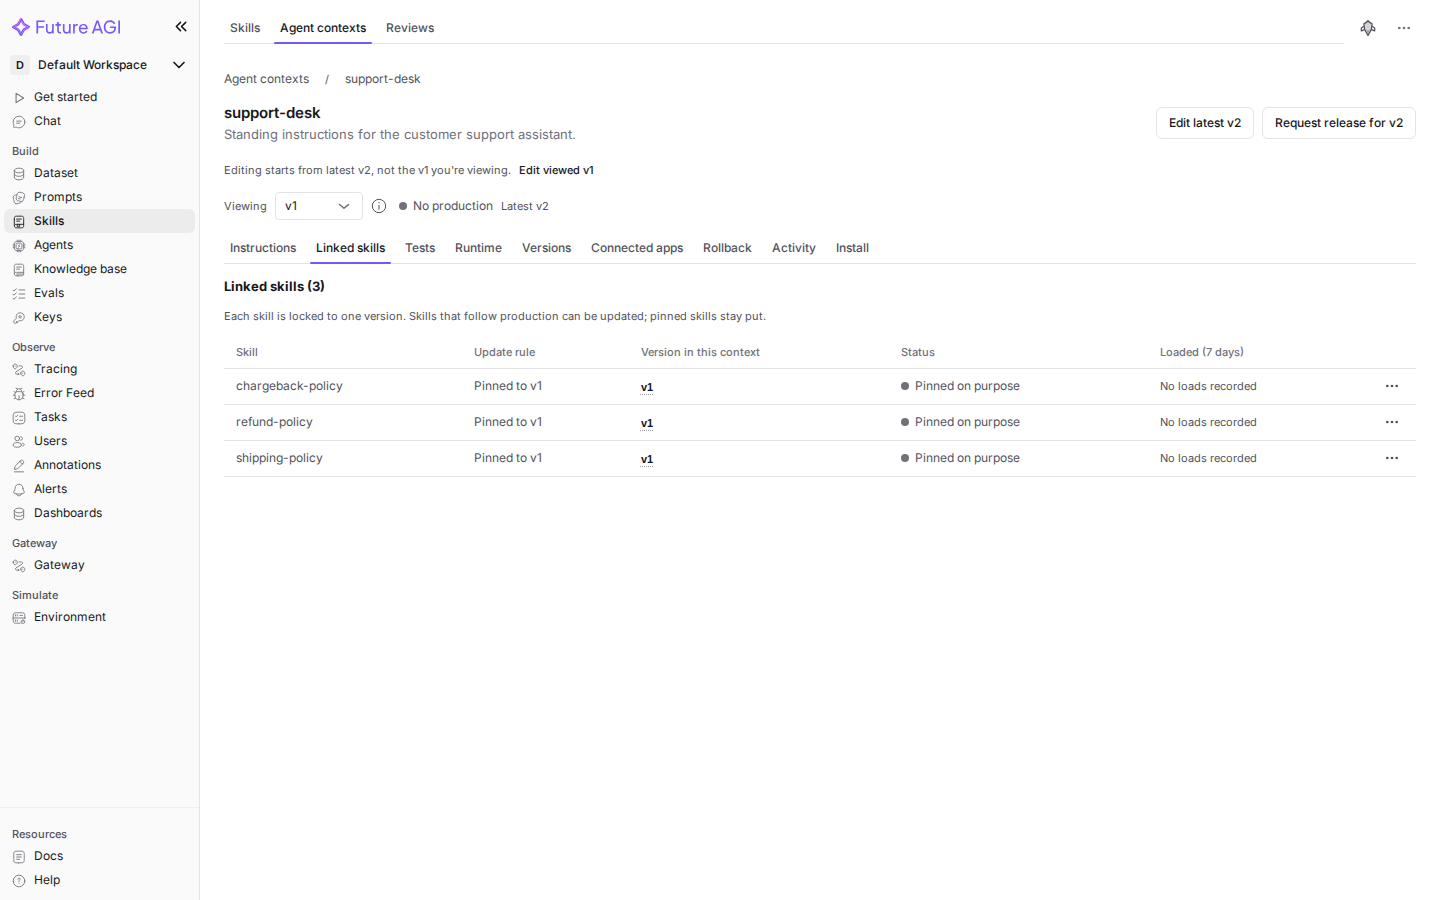 Future AGI
D Default Workspace
Get started
Chat
Build
Dataset
Prompts
Skills
Agents
Knowledge base
Evals
Keys
Observe
Tracing
Error Feed
Tasks
Users
Annotations
Alerts
Dashboards
Gateway
Gateway
Simulate
Environment
Resources
Docs
Help
Skills Agent contexts Reviews
Agent contexts / support-desk
support-desk
Standing instructions for the customer support assistant.
Edit latest v2 Request release for v2
Editing starts from latest v2, not the v1 you're viewing. Edit viewed v1
Viewing v1 No production Latest v2
Instructions Linked skills Tests Runtime Versions Connected apps Rollback Activity Install
Linked skills (3)
Each skill is locked to one version. Skills that follow production can be updated; pinned skills stay put.
Skill Update rule Version in this context Status Loaded (7 days)
chargeback-policy Pinned to v1 v1 Pinned on purpose No loads recorded
refund-policy Pinned to v1 v1 Pinned on purpose No loads recorded
shipping-policy Pinned to v1 v1 Pinned on purpose No loads recorded